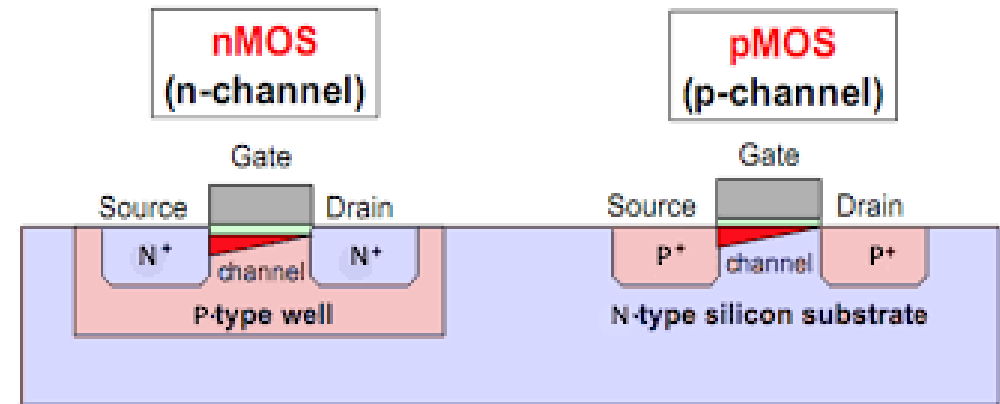 nMOS
(n-channel)
pMOS
(p-channel)
Gate
Source
Drain
N+
channel
N+
P-type well
Gate
Source
Drain
P+
channel
P+
N-type silicon substrate